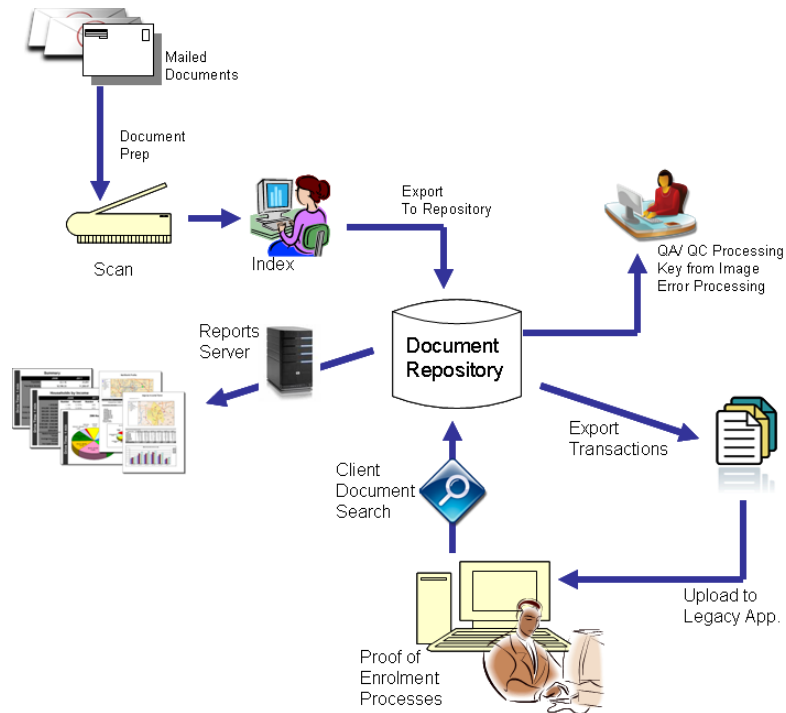 Mailed
Documents
Document
Prep
Scan
Index
Export
To Repository
QA/ QC Processing
Key from Image
Error Processing
Reports
Server
Document
Repository
Export
Transactions
Client
Document
Search
Upload to
Legacy App.
Proof of
Enrolment
Processes
Summary